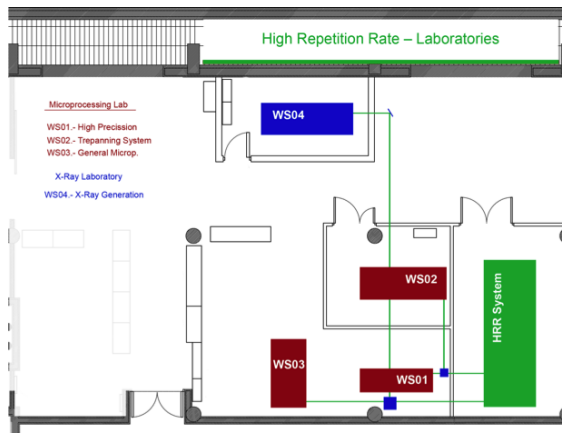 High Repetition Rate – Laboratories
Microprocessing Lab
WS01.- High Precission
WS02.- Trepanning System
WS03.- General Microp.
X-Ray Laboratory
WS04.- X-Ray Generation
WS04
WS02
HRR System
WS03
WS01